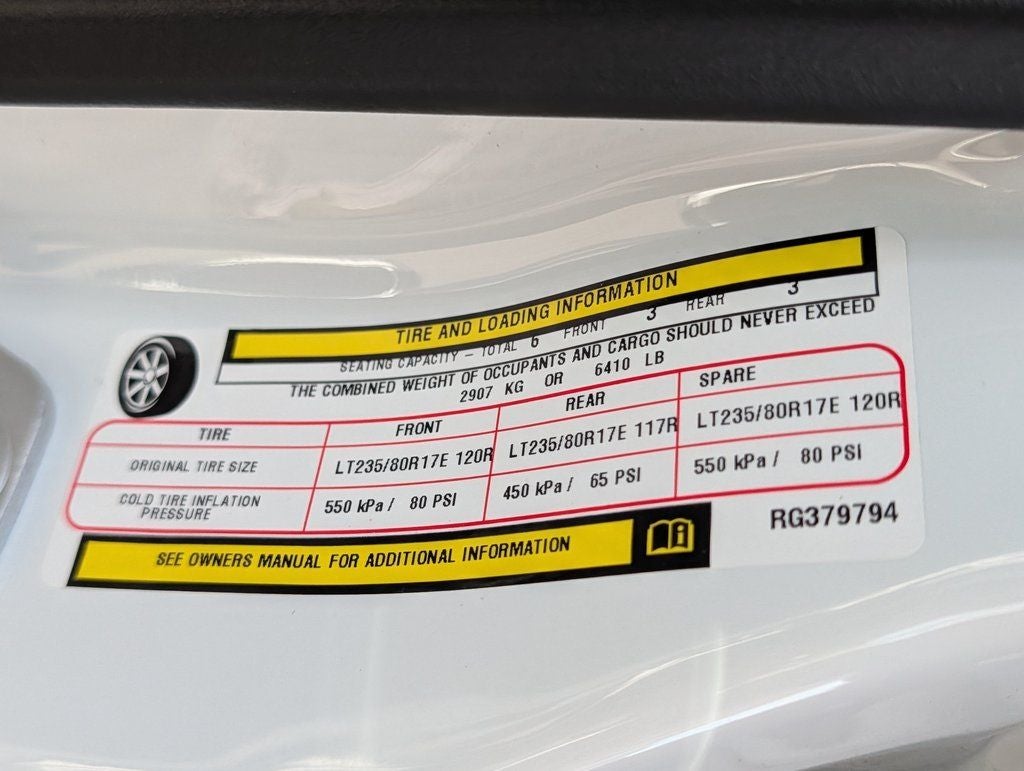 TIRE AND LOADING INFORMATION
SEATING CAPACITY – TOTAL 6 FRONT 3 REAR 3
THE COMBINED WEIGHT OF OCCUPANTS AND CARGO SHOULD NEVER EXCEED
2907 KG OR 6410 LB
TIRE FRONT REAR SPARE
ORIGINAL TIRE SIZE LT235/80R17E 120R LT235/80R17E 117R LT235/80R17E 120R
COLD TIRE INFLATION
PRESSURE 550 kPa / 80 PSI 450 kPa / 65 PSI 550 kPa / 80 PSI
SEE OWNERS MANUAL FOR ADDITIONAL INFORMATION
RG379794